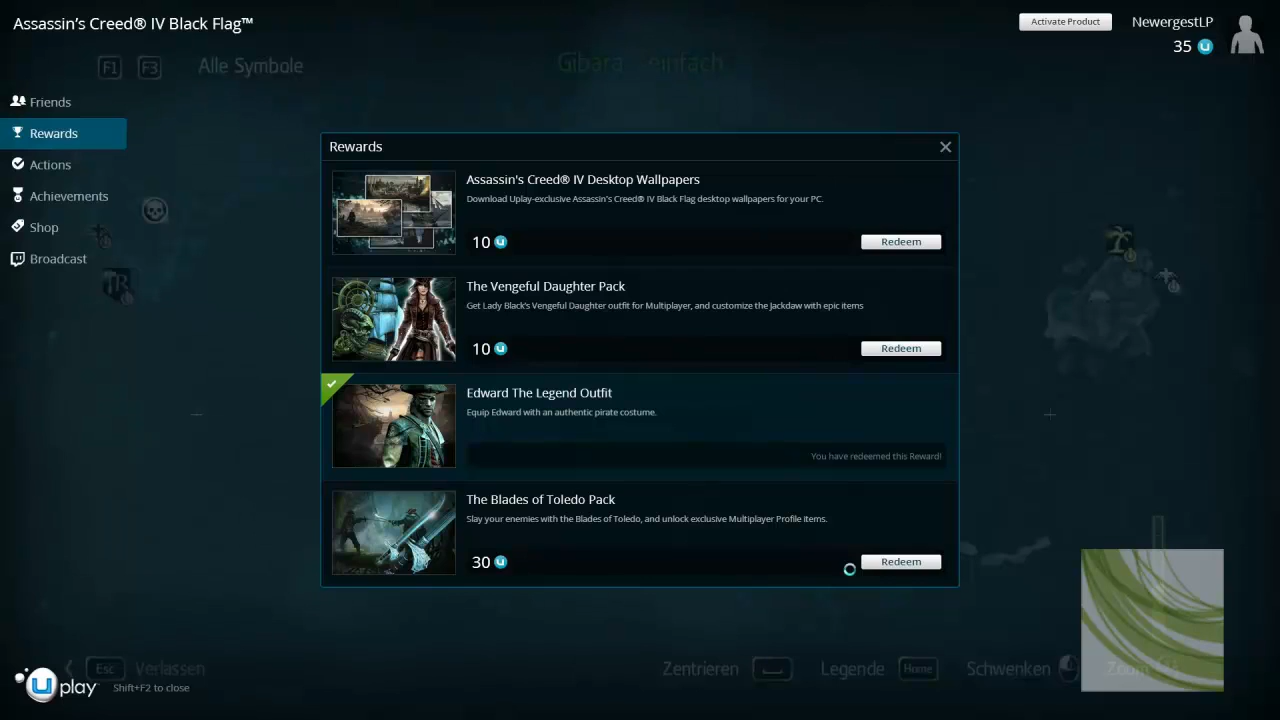 Assassin's Creed® IV Black Flag™
Activate Product
NewergestLP
35
F1 F3 Alle Symbole
Gibara einfach
Friends
Rewards
Actions
Achievements
Shop
Broadcast
TR
Rewards
Assassin's Creed® IV Desktop Wallpapers
Download Uplay-exclusive Assassin's Creed® IV Black Flag desktop wallpapers for your PC.
10
Redeem
The Vengeful Daughter Pack
Get Lady Black's Vengeful Daughter outfit for Multiplayer, and customize the Jackdaw with epic items
10
Redeem
Edward The Legend Outfit
Equip Edward with an authentic pirate costume.
You have redeemed this Reward!
The Blades of Toledo Pack
Slay your enemies with the Blades of Toledo, and unlock exclusive Multiplayer Profile items.
30
Redeem
Esc Verlassen
Zentrieren Legende Home Schwenken Zoom
uplay Shift+F2 to close